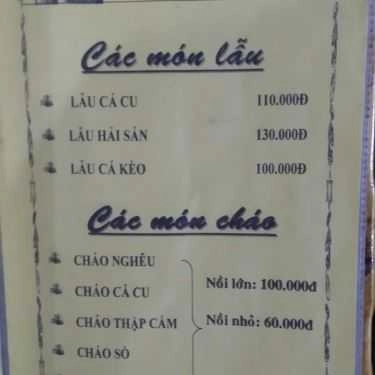 Các món lẩu
LẨU CÁ CU 110.000Đ
LẨU HẢI SẢN 130.000Đ
LẨU CÁ KÈO 100.000Đ
Các món cháo
CHÁO NGHÊU
Nồi lớn: 100.000đ
CHÁO CÁ CU
CHÁO THẬP CẨM
Nồi nhỏ: 60.000đ
CHÁO SÒ